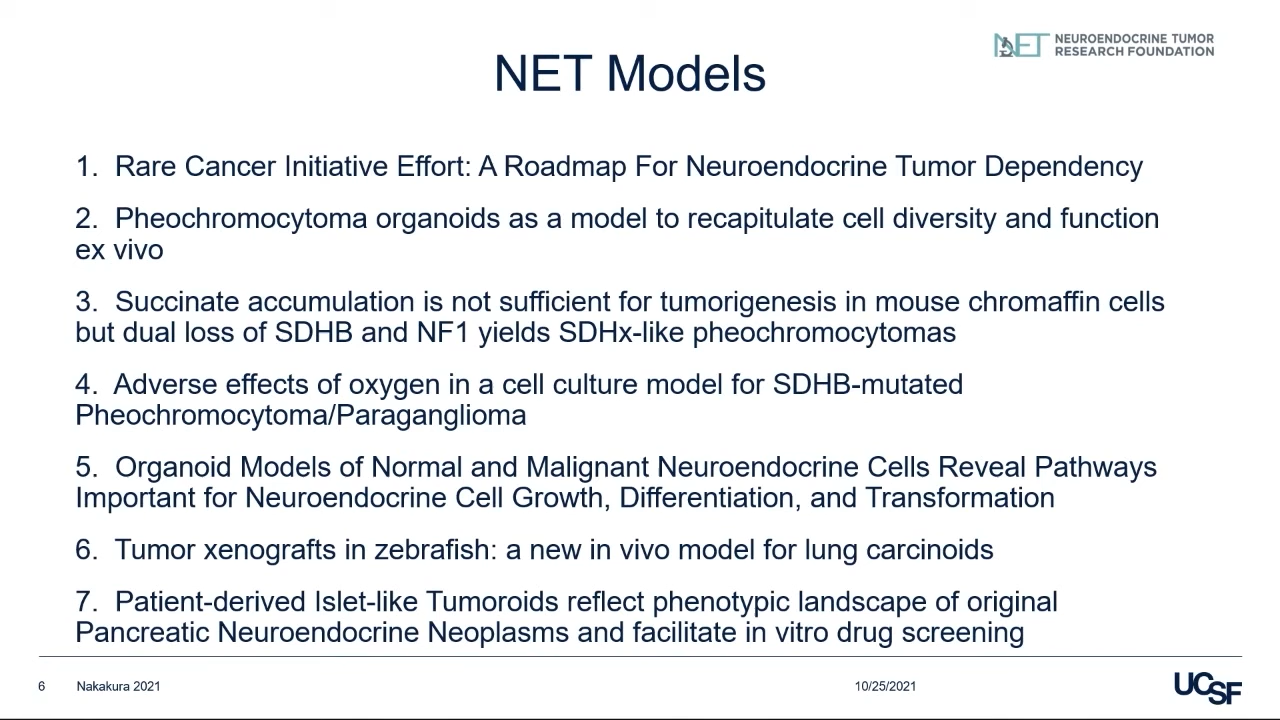 NET NEUROENDOCRINE TUMOR
RESEARCH FOUNDATION
NET Models
1. Rare Cancer Initiative Effort: A Roadmap For Neuroendocrine Tumor Dependency
2. Pheochromocytoma organoids as a model to recapitulate cell diversity and function
ex vivo
3. Succinate accumulation is not sufficient for tumorigenesis in mouse chromaffin cells
but dual loss of SDHB and NF1 yields SDHx-like pheochromocytomas
4. Adverse effects of oxygen in a cell culture model for SDHB-mutated
Pheochromocytoma/Paraganglioma
5. Organoid Models of Normal and Malignant Neuroendocrine Cells Reveal Pathways
Important for Neuroendocrine Cell Growth, Differentiation, and Transformation
6. Tumor xenografts in zebrafish: a new in vivo model for lung carcinoids
7. Patient-derived Islet-like Tumoroids reflect phenotypic landscape of original
Pancreatic Neuroendocrine Neoplasms and facilitate in vitro drug screening
6 Nakakura 2021 10/25/2021 UCSF